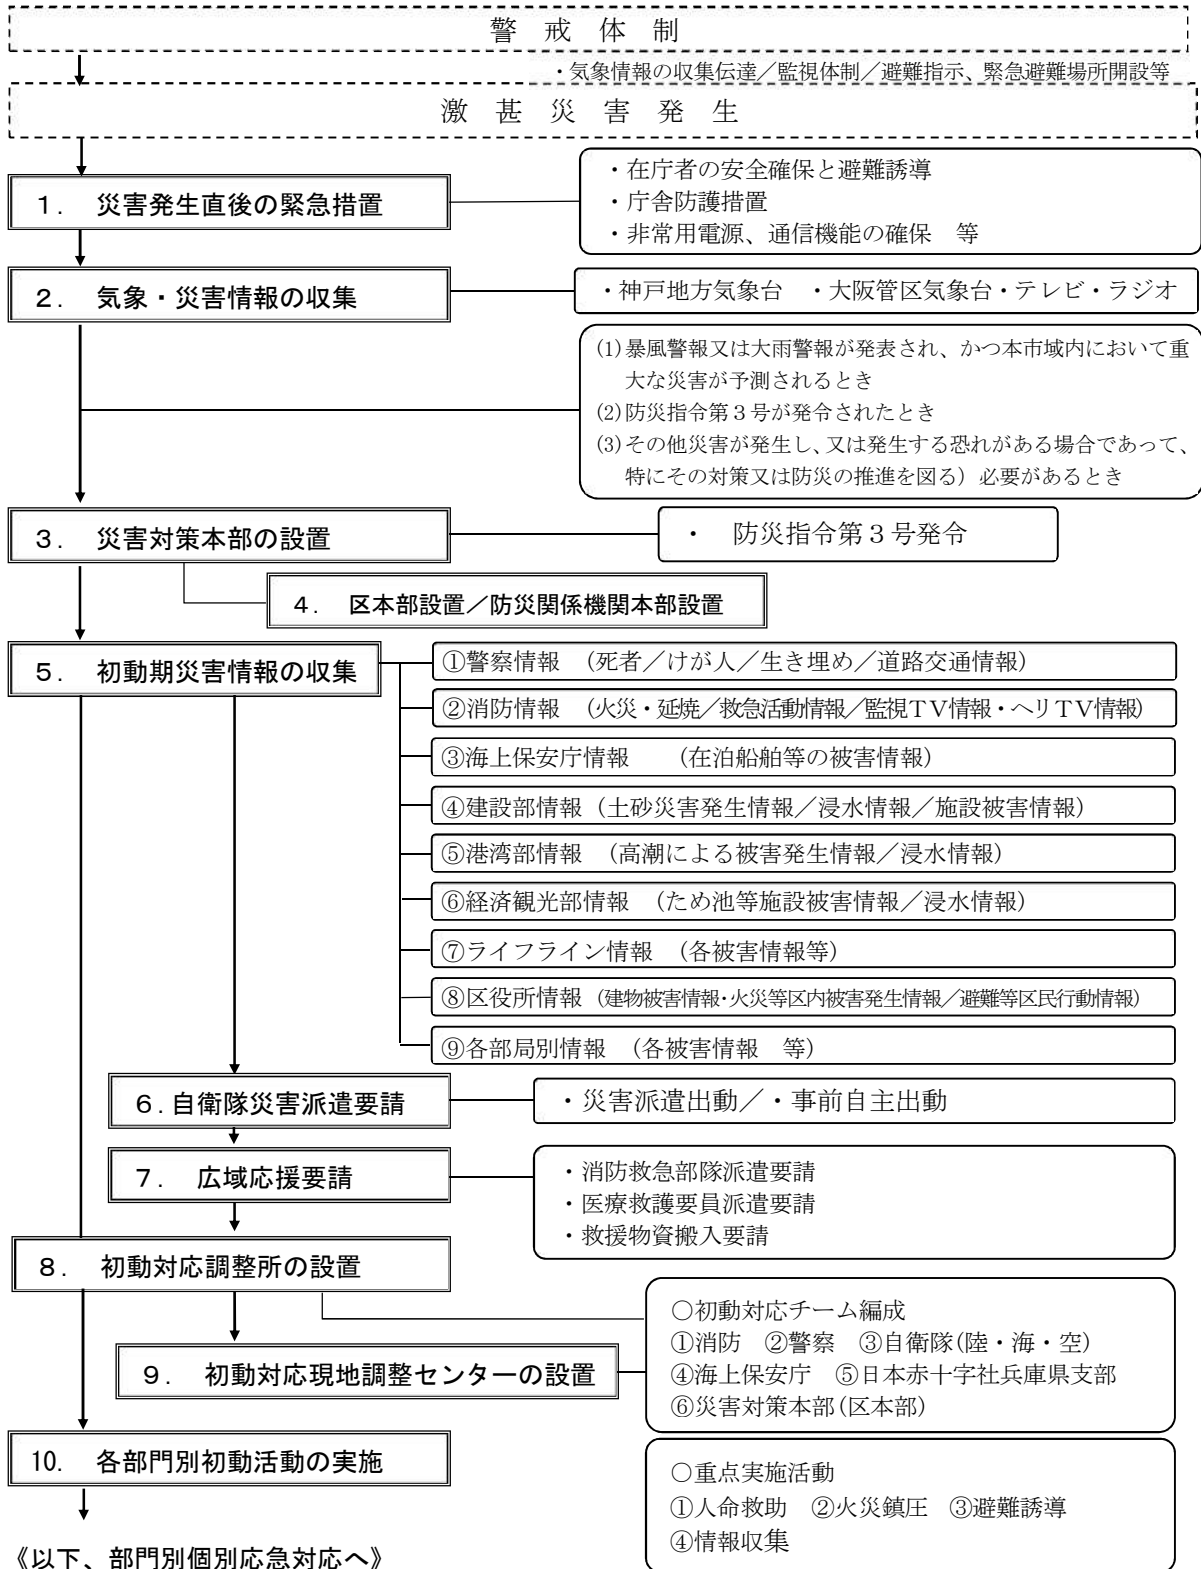 警戒体制
・気象情報の収集伝達／監視体制／避難指示、緊急避難場所開設等
激甚災害発生
1. 災害発生直後の緊急措置
・在庁者の安全確保と避難誘導
・庁舎防護措置
・非常用電源、通信機能の確保　等
2. 気象・災害情報の収集
・神戸地方気象台　・大阪管区気象台・テレビ・ラジオ
(1)暴風警報又は大雨警報が発表され、かつ本市域内において重
大な災害が予測されるとき
(2)防災指令第３号が発令されたとき
(3)その他災害が発生し、又は発生する恐れがある場合であって、
特にその対策又は防災の推進を図る）必要があるとき
3. 災害対策本部の設置
・　防災指令第３号発令
4. 区本部設置／防災関係機関本部設置
5. 初動期災害情報の収集
①警察情報　（死者／けが人／生き埋め／道路交通情報）
②消防情報　（火災・延焼／救急活動情報／監視ＴＶ情報・ヘリＴＶ情報）
③海上保安庁情報　　（在泊船舶等の被害情報）
④建設部情報（土砂災害発生情報／浸水情報／施設被害情報）
⑤港湾部情報　（高潮による被害発生情報／浸水情報）
⑥経済観光部情報　（ため池等施設被害情報／浸水情報）
⑦ライフライン情報　（各被害情報等）
⑧区役所情報　（建物被害情報・火災等区内被害発生情報／避難等区民行動情報）
⑨各部局別情報　（各被害情報　等）
6. 自衛隊災害派遣要請
・災害派遣出動／・事前自主出動
7. 広域応援要請
・消防救急部隊派遣要請
・医療救護要員派遣要請
・救援物資搬入要請
8. 初動対応調整所の設置
○初動対応チーム編成
①消防　②警察　③自衛隊(陸・海・空)
④海上保安庁　⑤日本赤十字社兵庫県支部
⑥災害対策本部(区本部)
9. 初動対応現地調整センターの設置
10. 各部門別初動活動の実施
○重点実施活動
①人命救助　②火災鎮圧　③避難誘導
④情報収集
《以下、部門別個別応急対応へ》